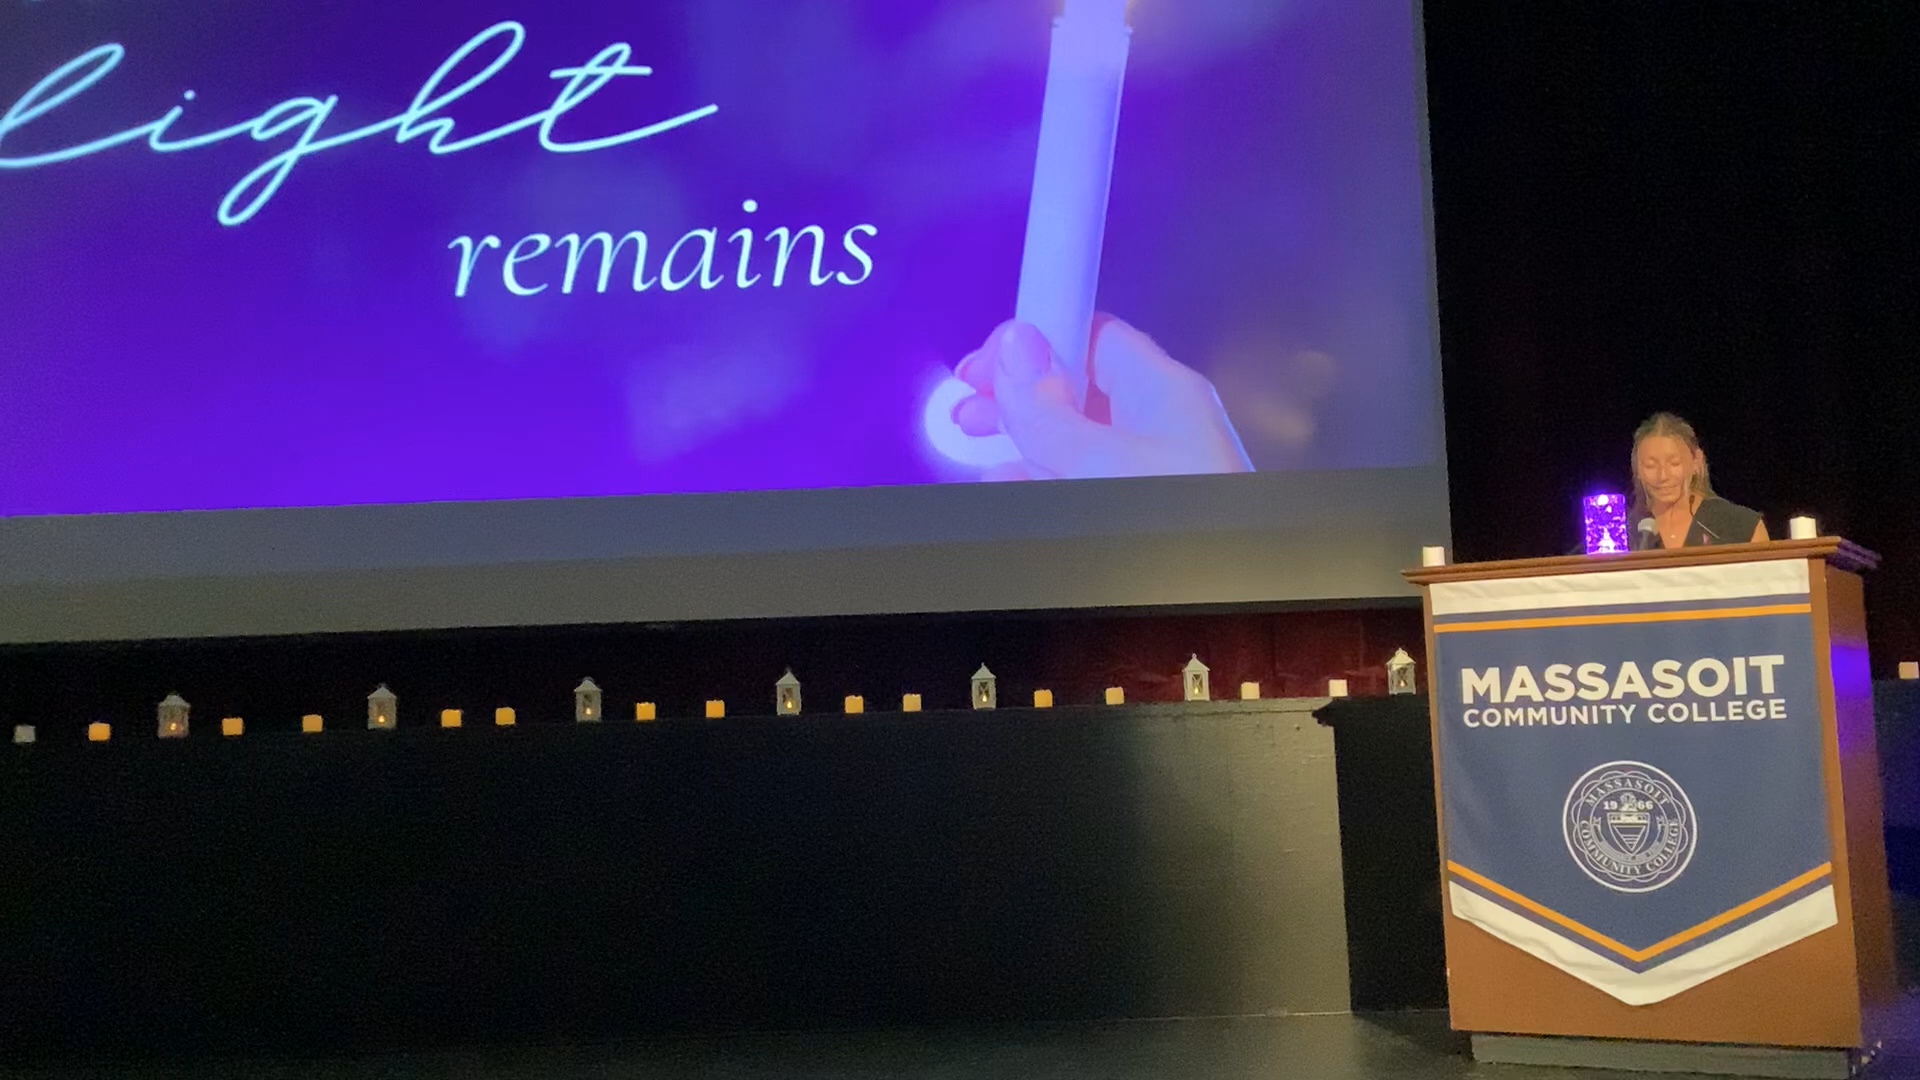 light
remains
MASSASOIT
COMMUNITY COLLEGE
MASSASOIT
19 66
COMMUNITY COLLEGE